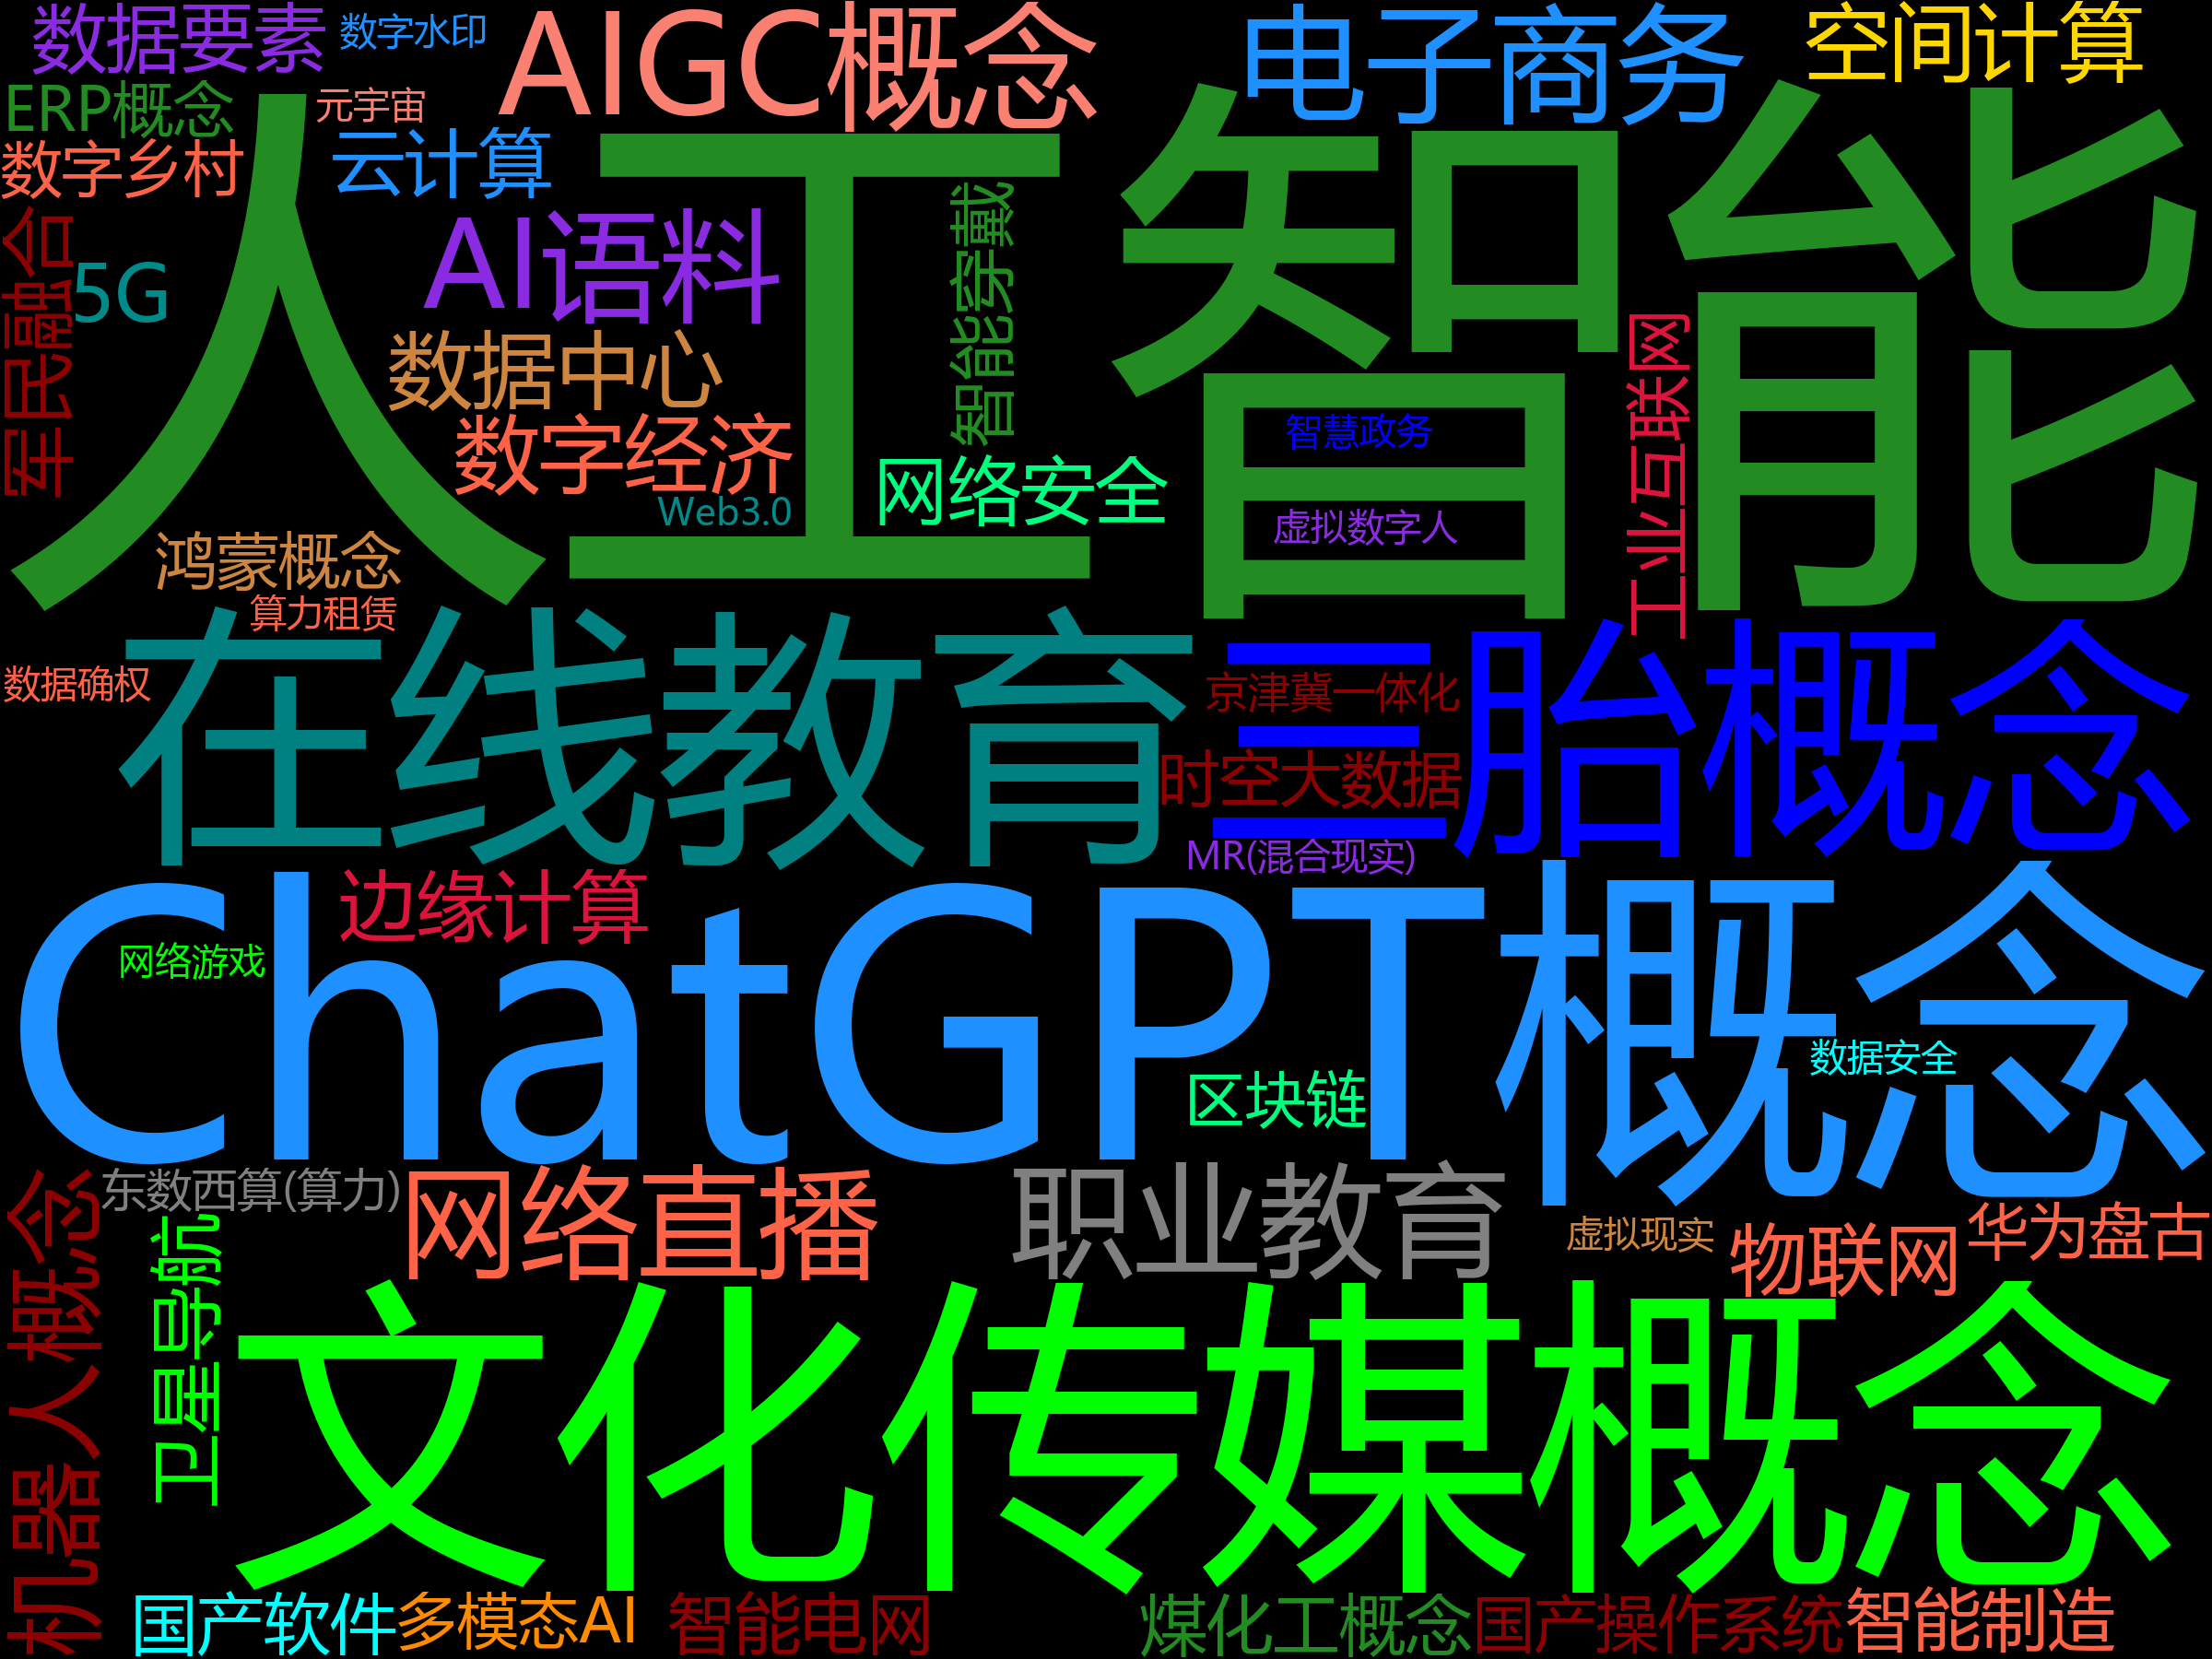 数据要素
数字水印
AIGC概念
电子商务
空间计算
ERP概念
元宇宙
数字乡村
云计算
人工智能
军民融合
5G
AI语料
智能穿戴
数据中心
数字经济
Web3.0
网络安全
智慧政务
虚拟数字人
工业互联网
鸿蒙概念
算力租赁
数据确权
在线教育
三胎概念
京津冀一体化
时空大数据
MR(混合现实)
边缘计算
网络游戏
ChatGPT概念
区块链
数据安全
东数西算(算力)
网络直播
职业教育
虚拟现实
物联网
华为盘古
机器人概念
卫星导航
文化传媒概念
国产软件
多模态AI
智能电网
煤化工概念
国产操作系统
智能制造